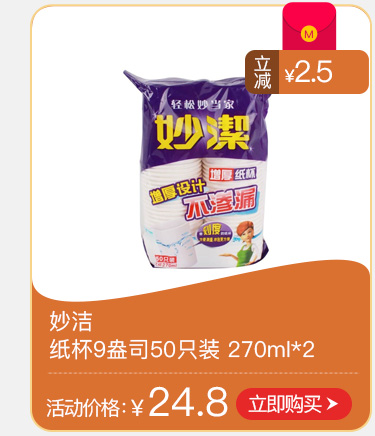 M
立减 ¥2.5
轻松妙当家
妙潔
增厚 纸杯
增厚设计
不渗漏
妙洁
纸杯9盎司50只装 270ml*2
活动价格：¥24.8 立即购买